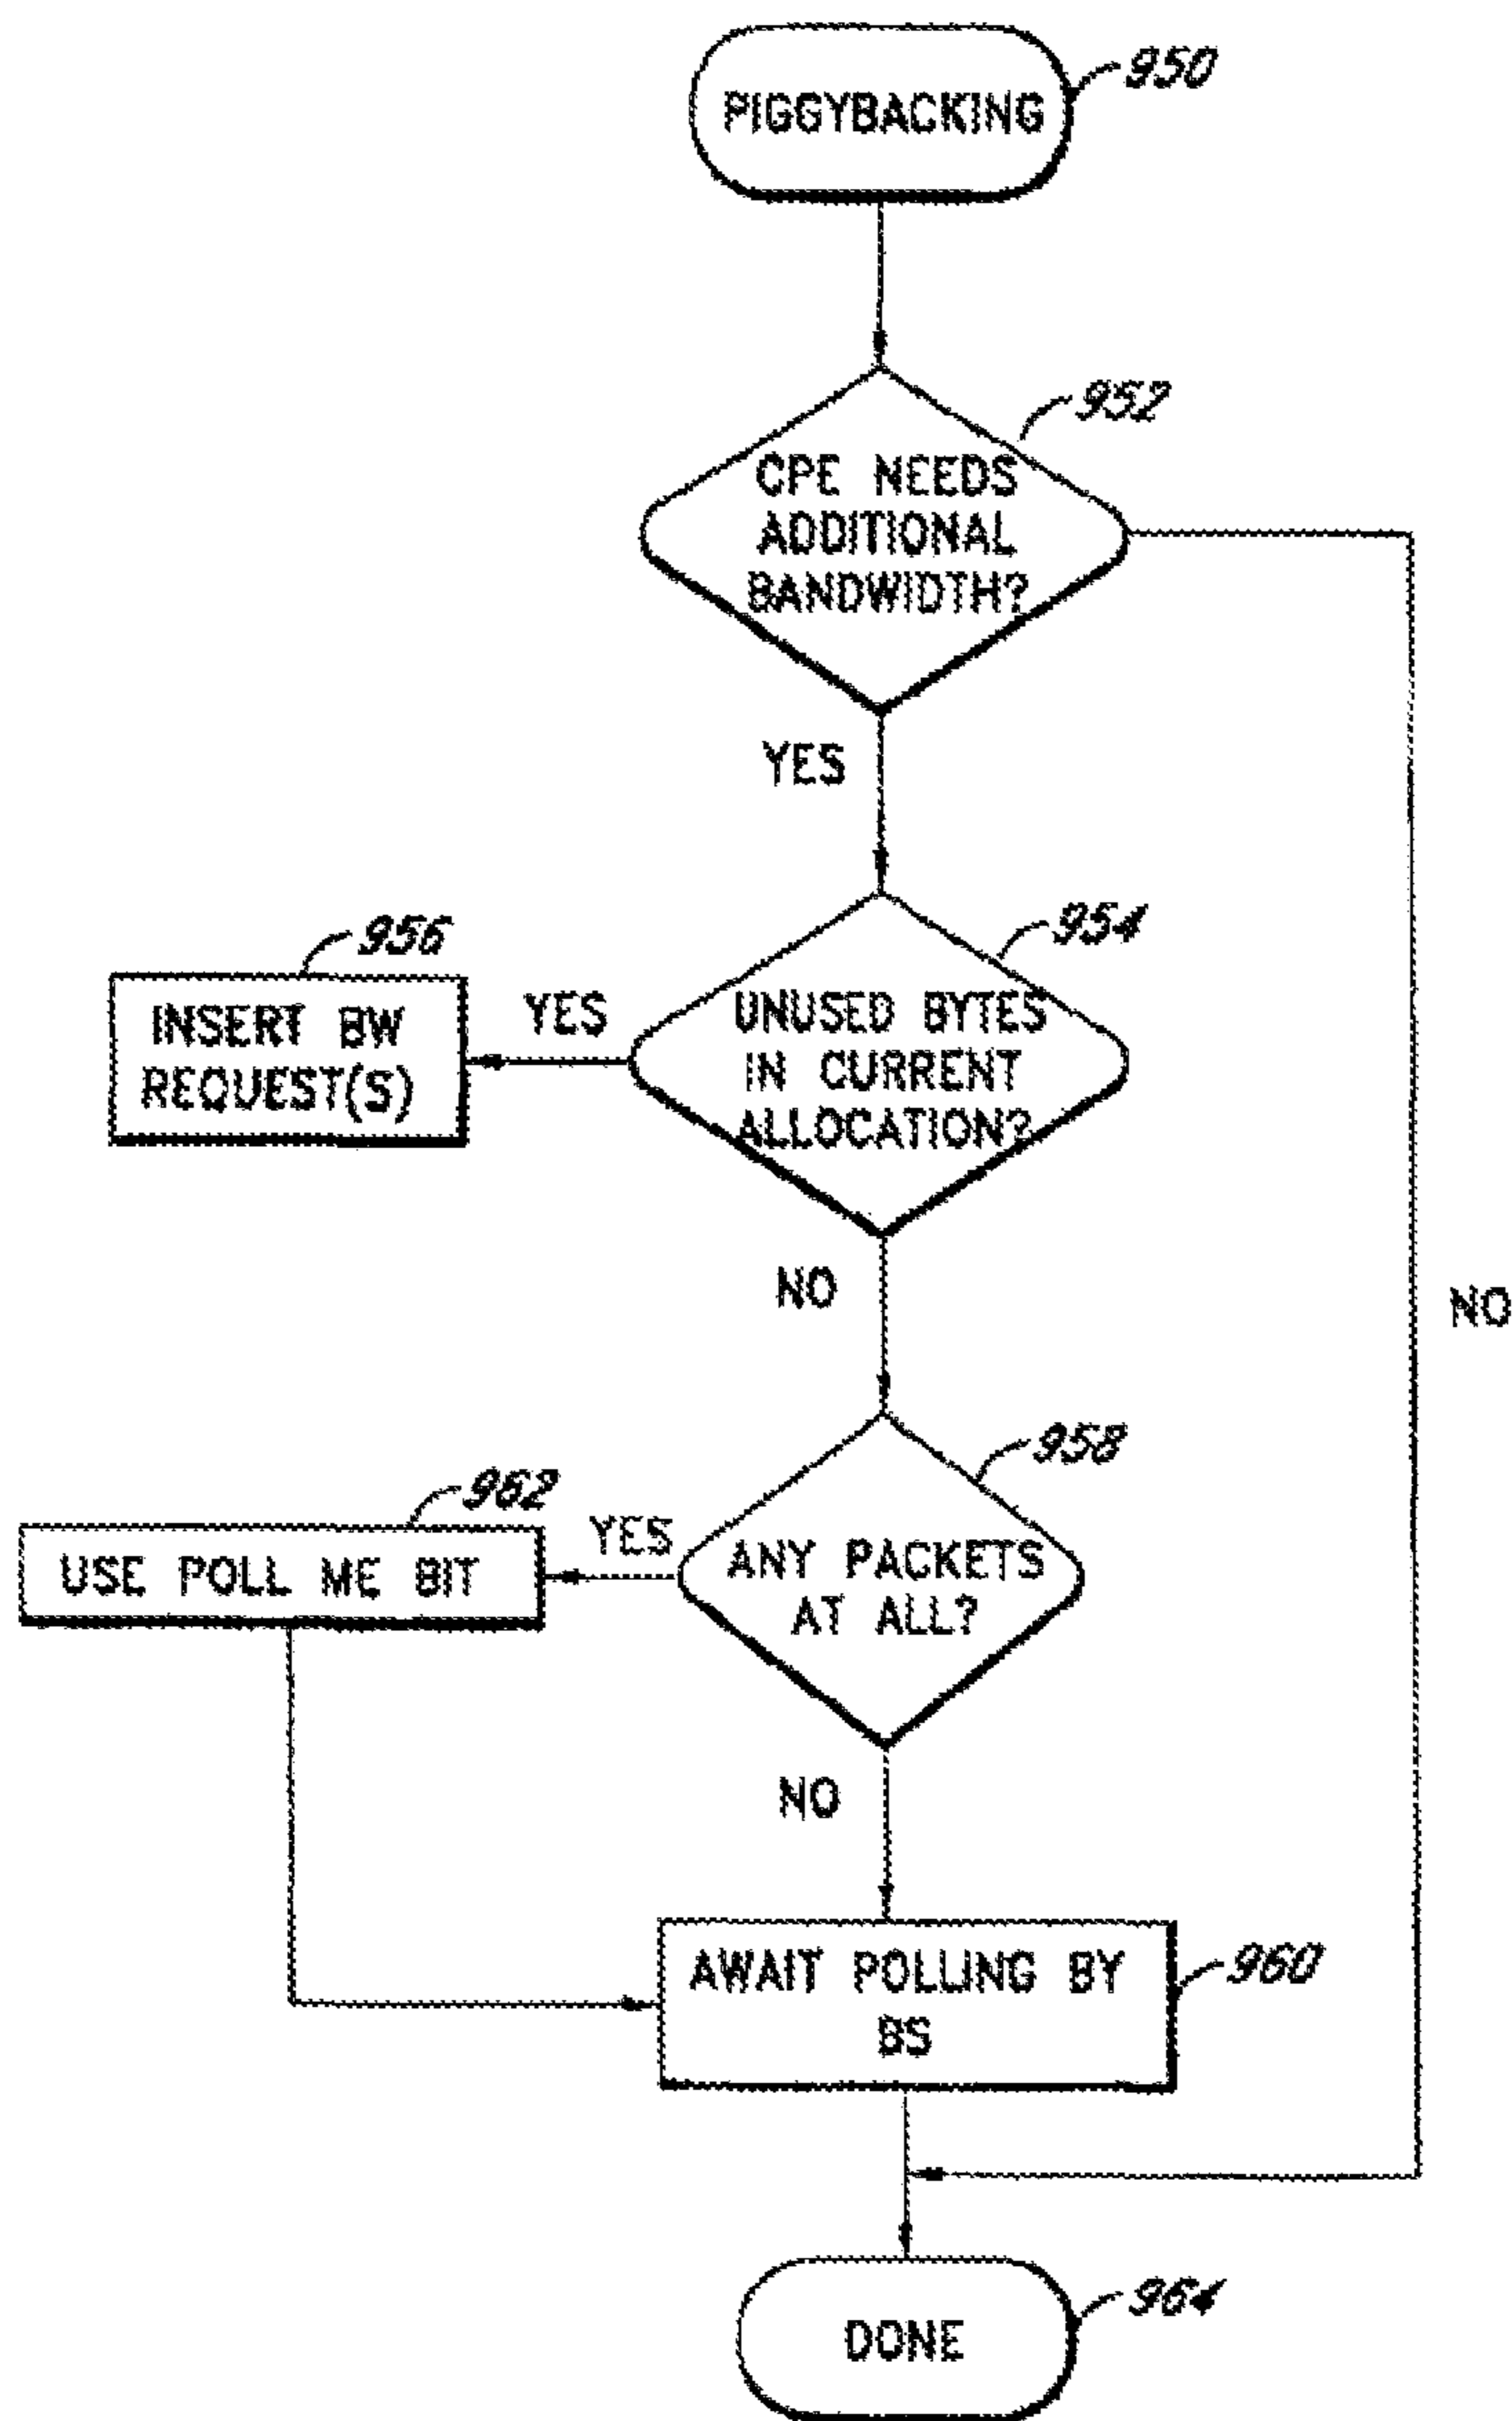 PIGGYBACKING
950
952
CPE NEEDS
ADDITIONAL
BANDWIDTH?
YES
954
956
UNUSED BYTES
IN CURRENT
ALLOCATION?
YES
INSERT BW
REQUEST(S)
NO
NO
958
962
ANY PACKETS
AT ALL?
YES
USE POLL ME BIT
NO
AWAIT POLLING BY
BS
960
964
DONE